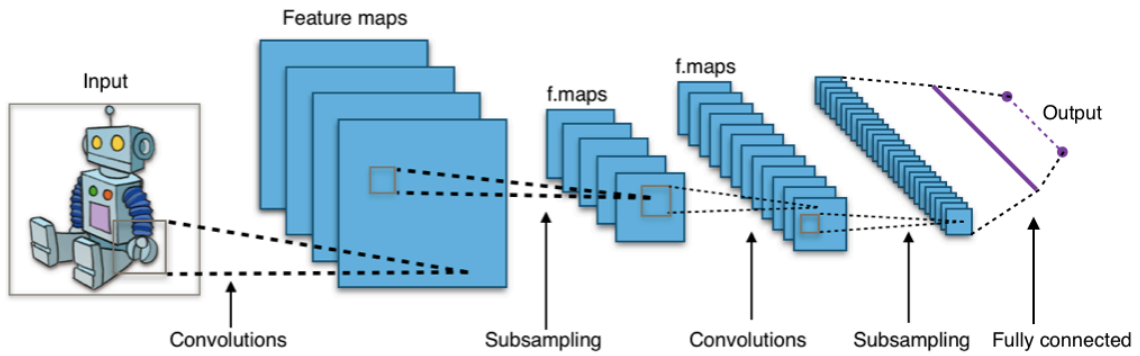 Feature maps
f.maps
Input
f.maps
Output
Convolutions
Subsampling
Convolutions
Subsampling
Fully connected